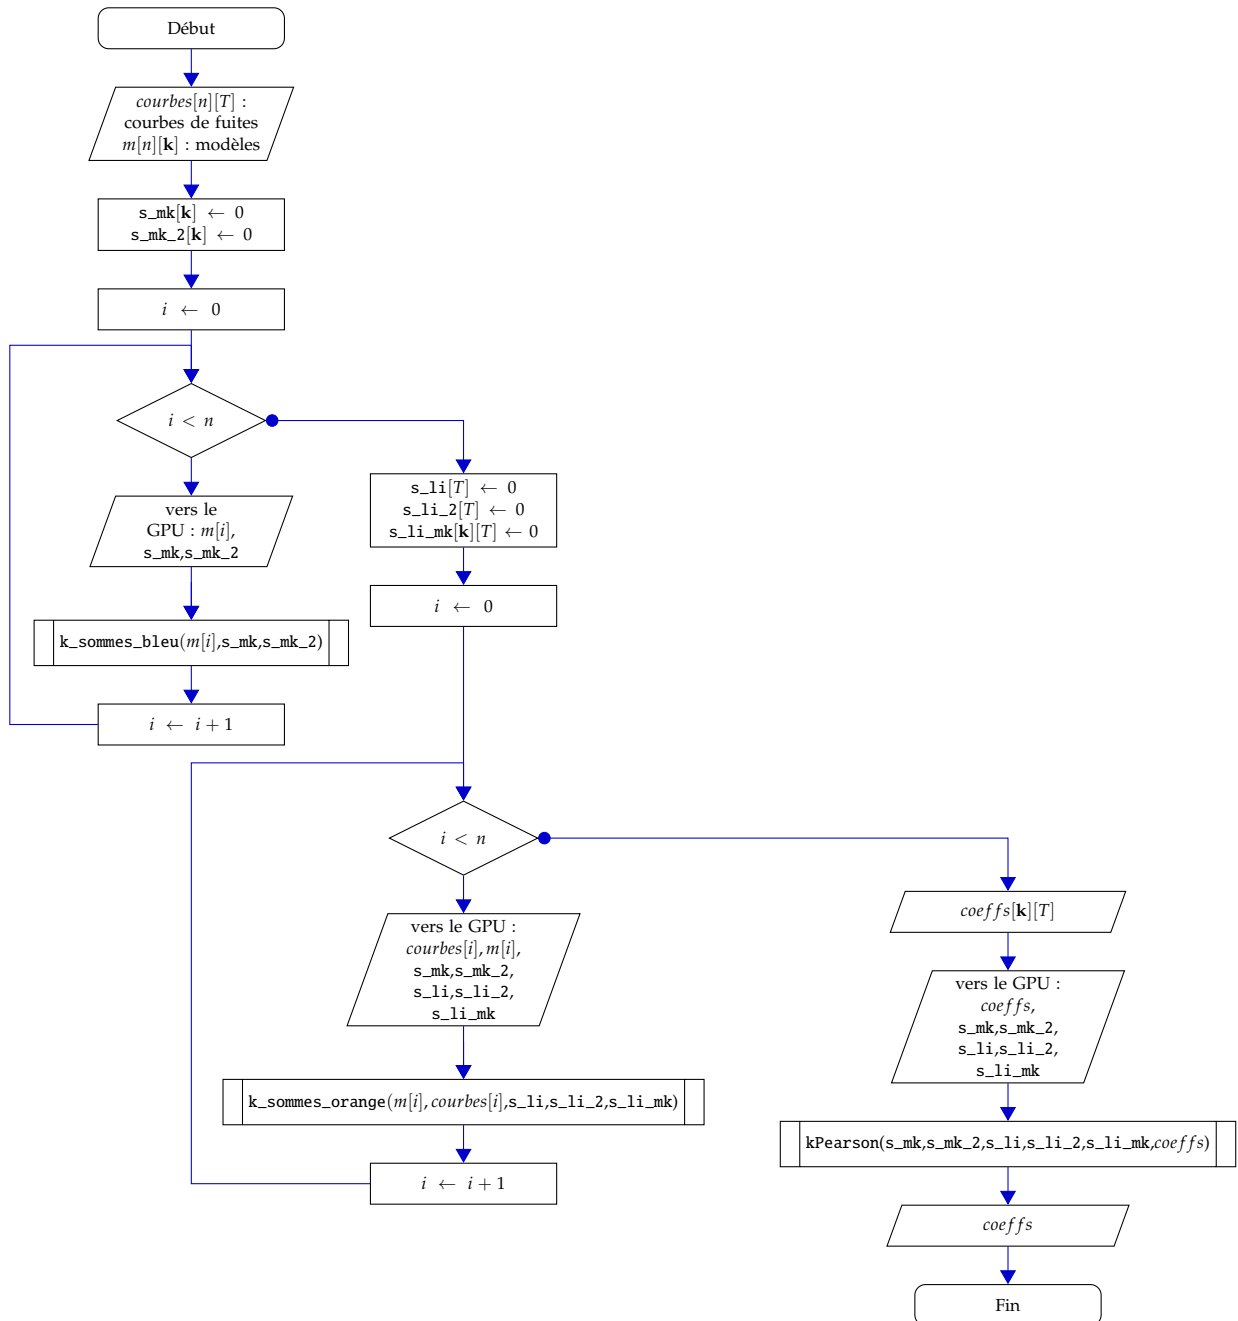 Début
courbes[n][T] :
courbes de fuites
m[n][k] : modèles
s_mk[k] ← 0
s_mk_2[k] ← 0
i ← 0
i < n
vers le
GPU : m[i],
s_mk,s_mk_2
k_sommes_bleu(m[i],s_mk,s_mk_2)
i ← i + 1
s_li[T] ← 0
s_li_2[T] ← 0
s_li_mk[k][T] ← 0
i ← 0
i < n
vers le GPU :
courbes[i], m[i],
s_mk,s_mk_2,
s_li,s_li_2,
s_li_mk
k_sommes_orange(m[i], courbes[i],s_li,s_li_2,s_li_mk)
i ← i + 1
coeffs[k][T]
vers le GPU :
coeffs,
s_mk,s_mk_2,
s_li,s_li_2,
s_li_mk
kPearson(s_mk,s_mk_2,s_li,s_li_2,s_li_mk,coeffs)
coeffs
Fin